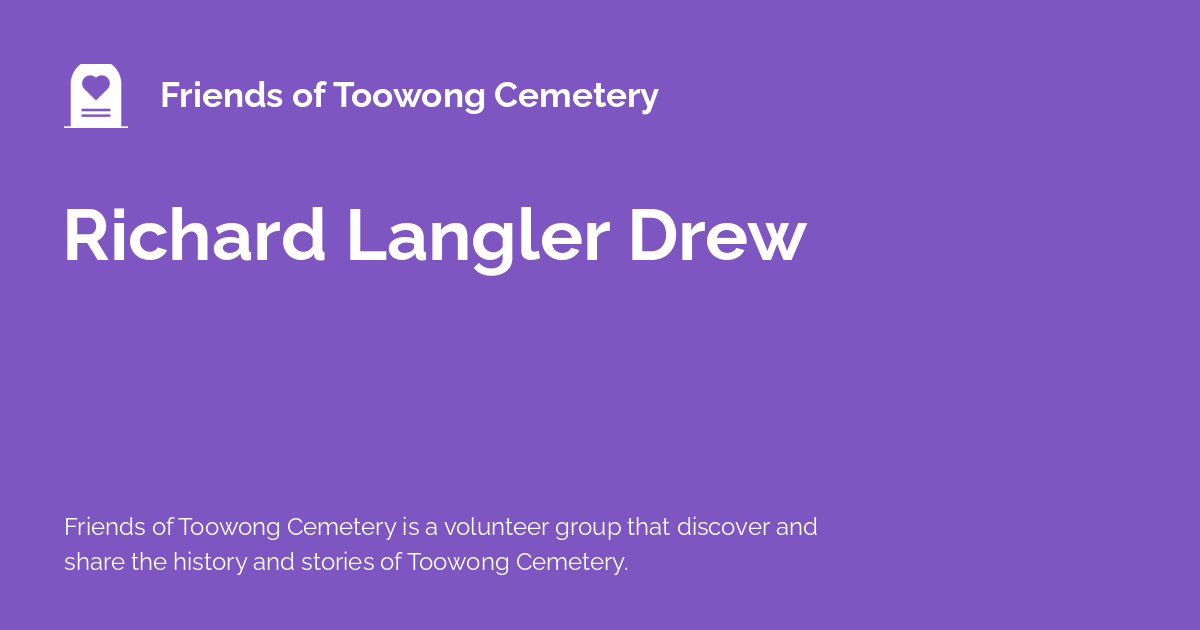 Friends of Toowong Cemetery
Richard Langler Drew
Friends of Toowong Cemetery is a volunteer group that discover and
share the history and stories of Toowong Cemetery.